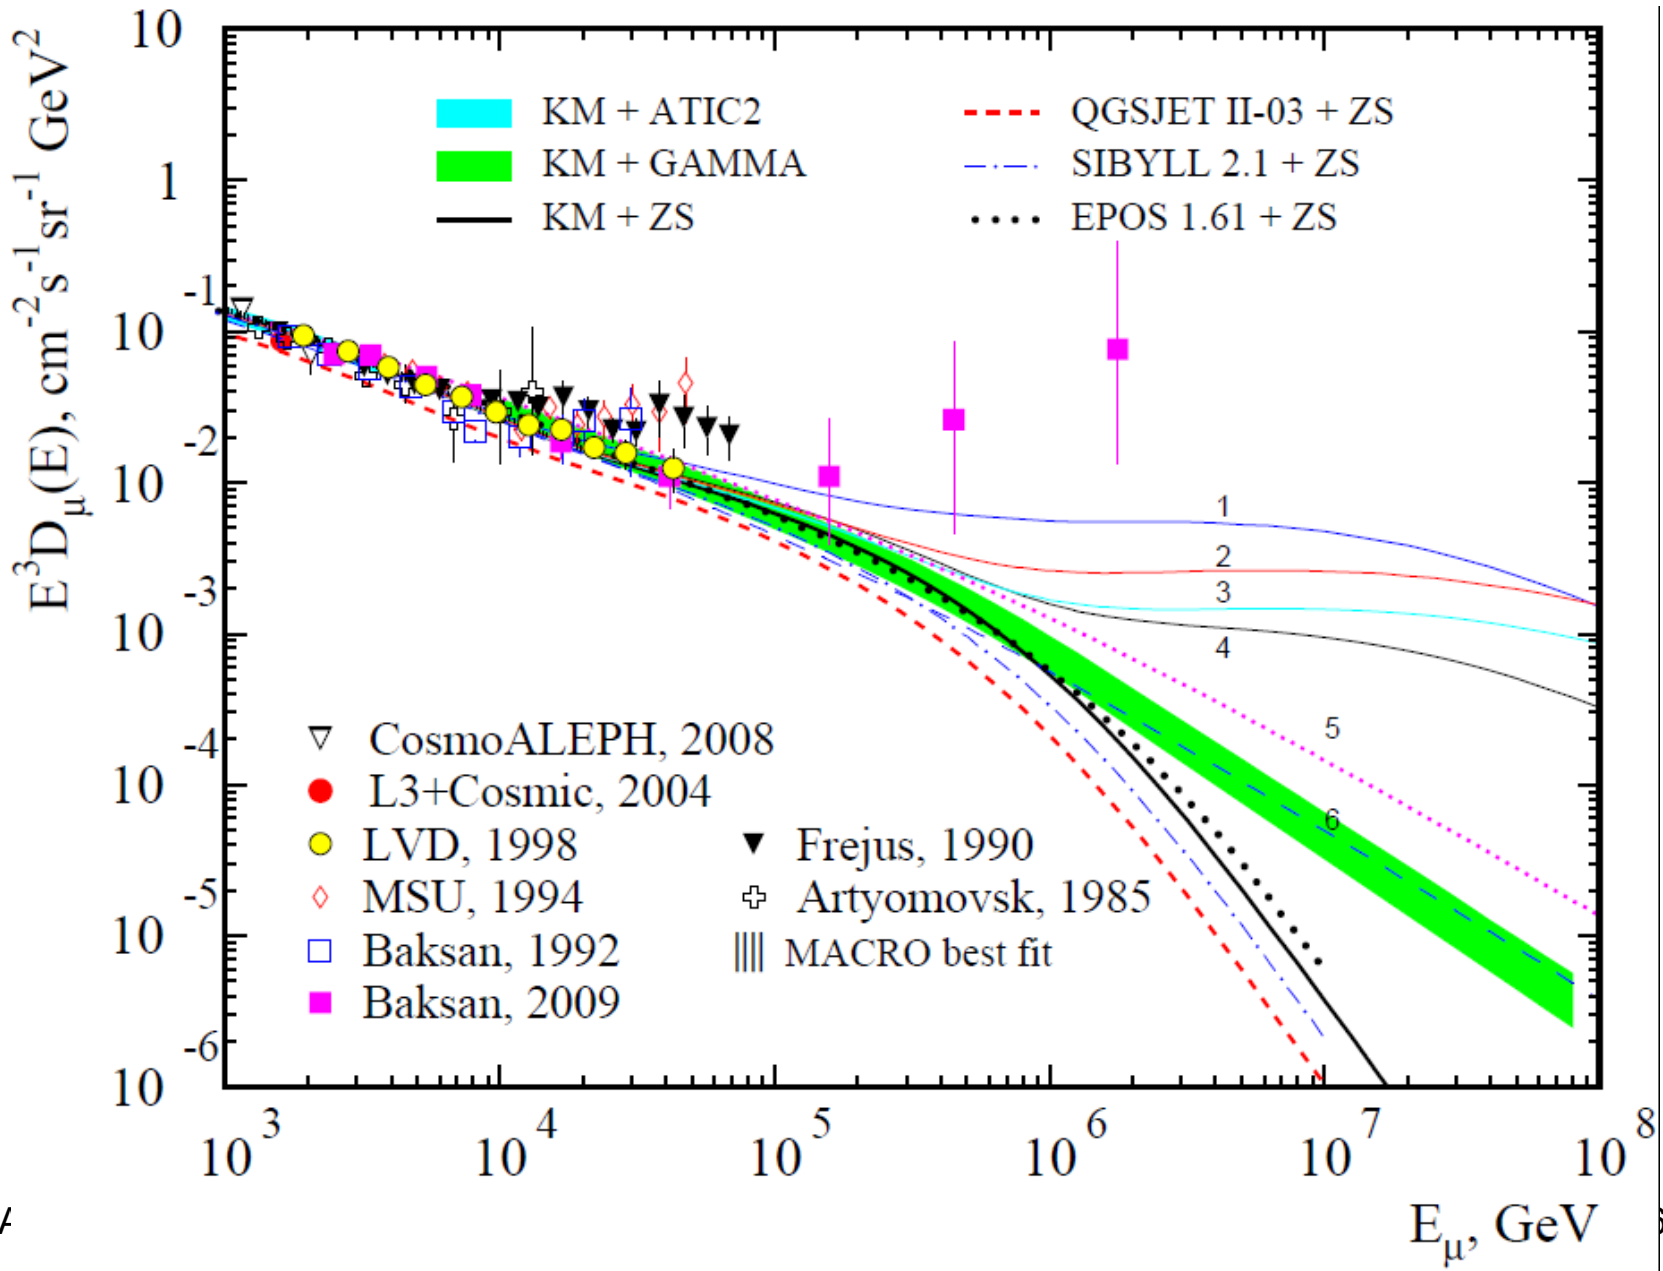 E³D_μ(E), cm⁻²s⁻¹sr⁻¹ GeV²
10
1
10⁻¹
10⁻²
10⁻³
10⁻⁴
10⁻⁵
10⁻⁶
KM + ATIC2
KM + GAMMA
KM + ZS
QGSJET II-03 + ZS
SIBYLL 2.1 + ZS
EPOS 1.61 + ZS
1
2
3
4
5
6
CosmoALEPH, 2008
L3+Cosmic, 2004
LVD, 1998
MSU, 1994
Baksan, 1992
Baksan, 2009
Frejus, 1990
Artyomovsk, 1985
MACRO best fit
10³ 10⁴ 10⁵ 10⁶ 10⁷ 10⁸
E_μ, GeV